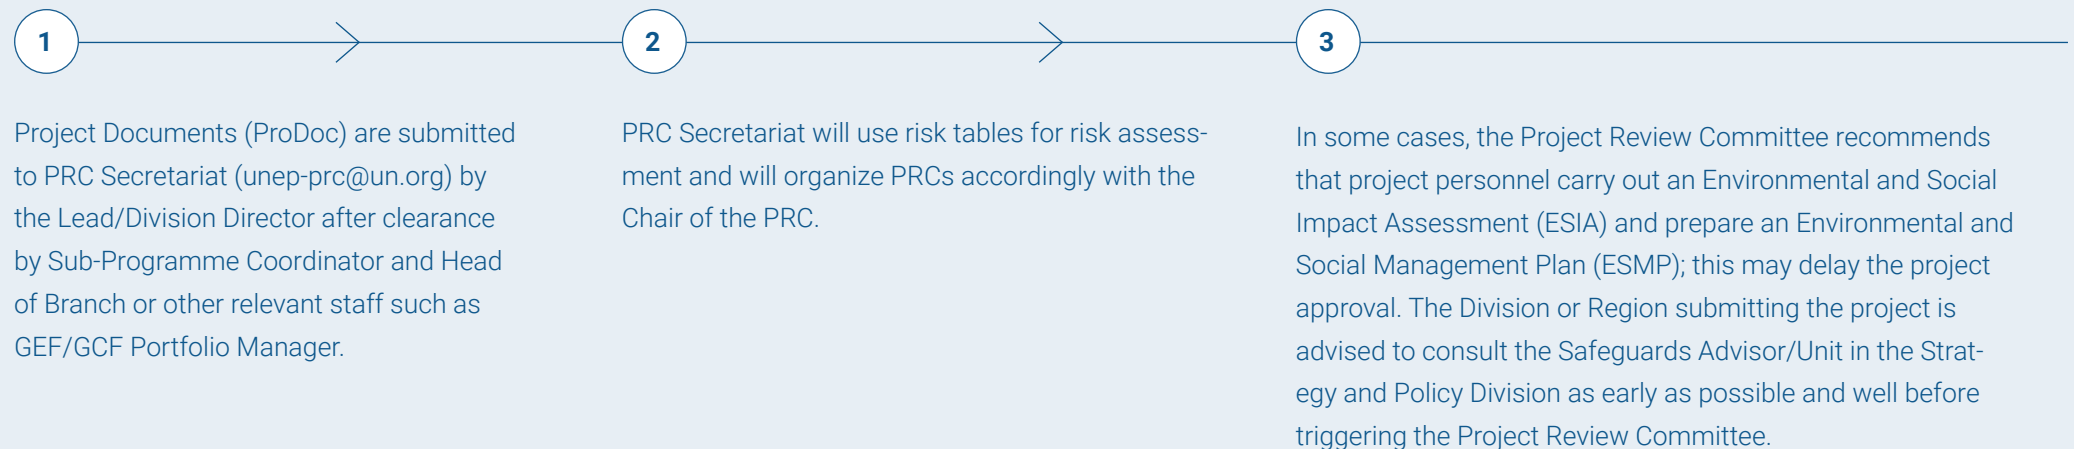 1
2
3
Project Documents (ProDoc) are submitted
to PRC Secretariat (unep-prc@un.org) by
the Lead/Division Director after clearance
by Sub-Programme Coordinator and Head
of Branch or other relevant staff such as
GEF/GCF Portfolio Manager.
PRC Secretariat will use risk tables for risk assess-
ment and will organize PRCs accordingly with the
Chair of the PRC.
In some cases, the Project Review Committee recommends
that project personnel carry out an Environmental and Social
Impact Assessment (ESIA) and prepare an Environmental and
Social Management Plan (ESMP); this may delay the project
approval. The Division or Region submitting the project is
advised to consult the Safeguards Advisor/Unit in the Strat-
egy and Policy Division as early as possible and well before
triggering the Project Review Committee.